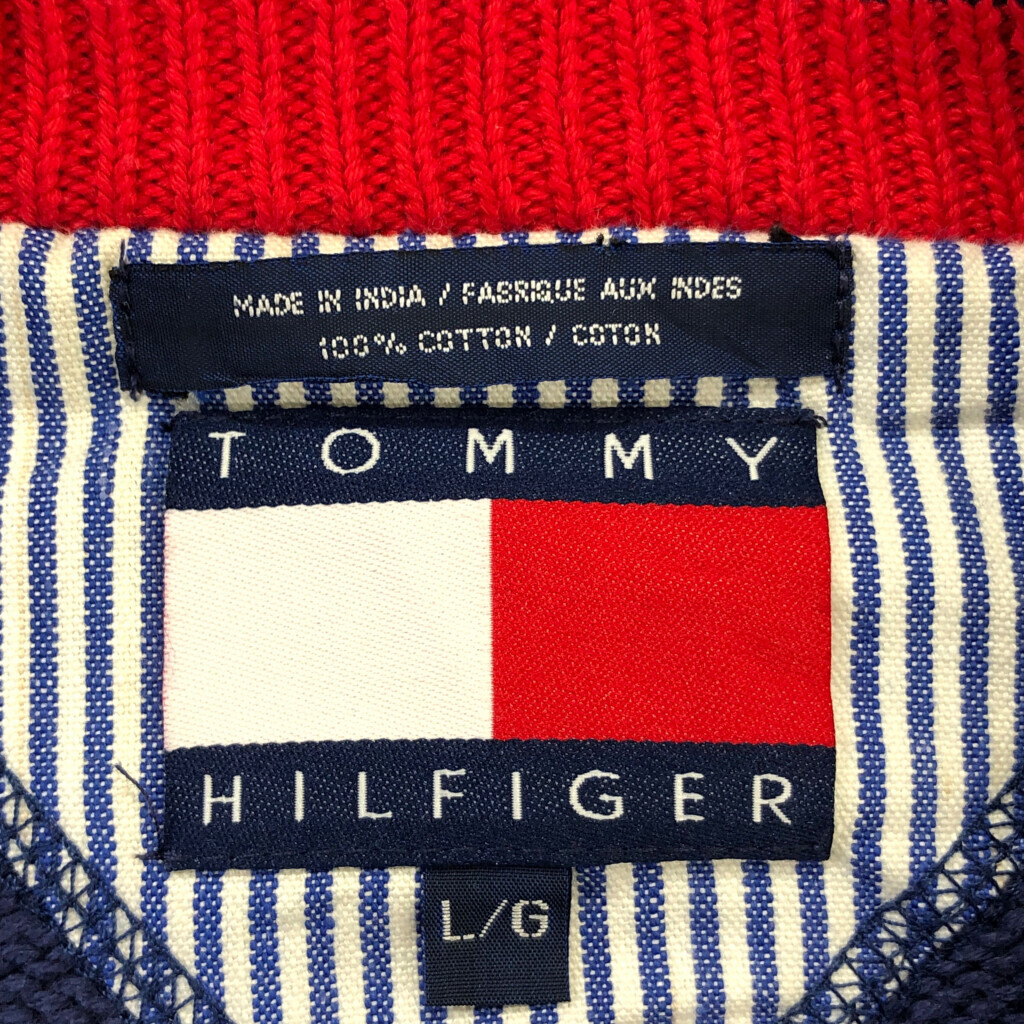 MADE IN INDIA / FABRIQUE AUX INDES
100% COTTON / COTON
TOMMY
HILFIGER
L/G